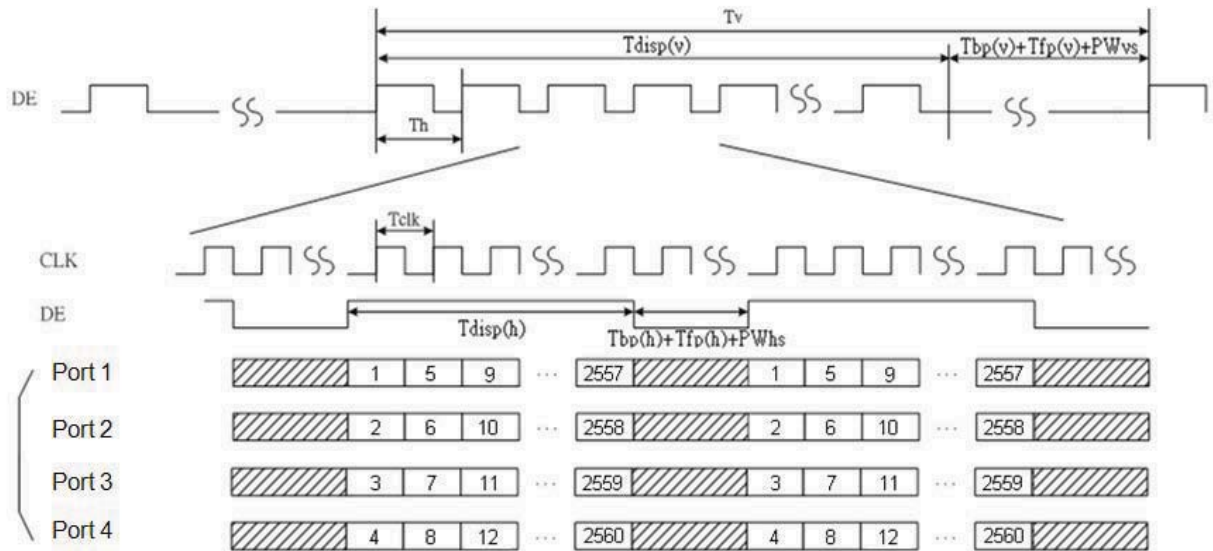 Tv
Tdisp(v) Tbp(v)+Tfp(v)+PWvs
DE
Th
Tclk
CLK
DE
Tdisp(h) Tbp(h)+Tfp(h)+PWhs
Port 1 1 5 9 ... 2557 1 5 9 ... 2557
Port 2 2 6 10 ... 2558 2 6 10 ... 2558
Port 3 3 7 11 ... 2559 3 7 11 ... 2559
Port 4 4 8 12 ... 2560 4 8 12 ... 2560